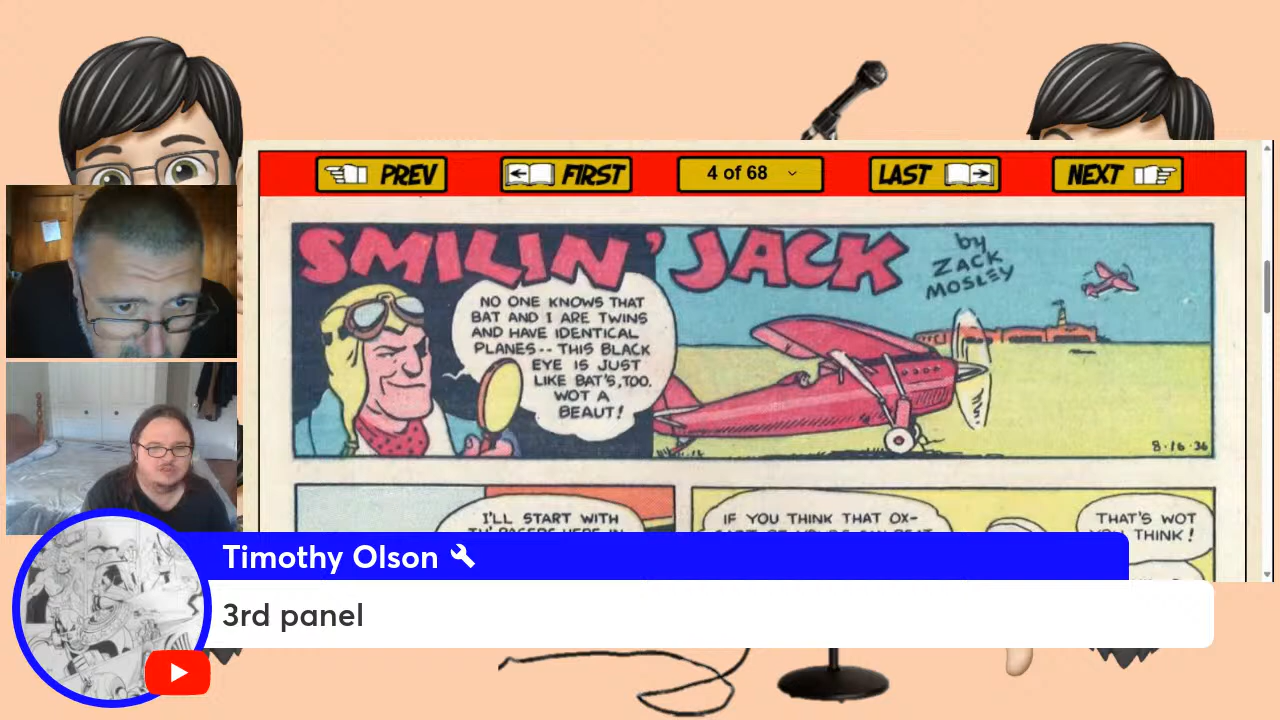 PREV
FIRST
4 of 68
LAST
NEXT
SMILIN' JACK
by
ZACK
MOSLEY
NO ONE KNOWS THAT
BAT AND I ARE TWINS
AND HAVE IDENTICAL
PLANES-- THIS BLACK
EYE IS JUST
LIKE BAT'S, TOO.
WOT A
BEAUT!
8·16·36
I'LL START WITH
IF YOU THINK THAT OX-
THAT'S WOT
YOU THINK!
Timothy Olson
3rd panel